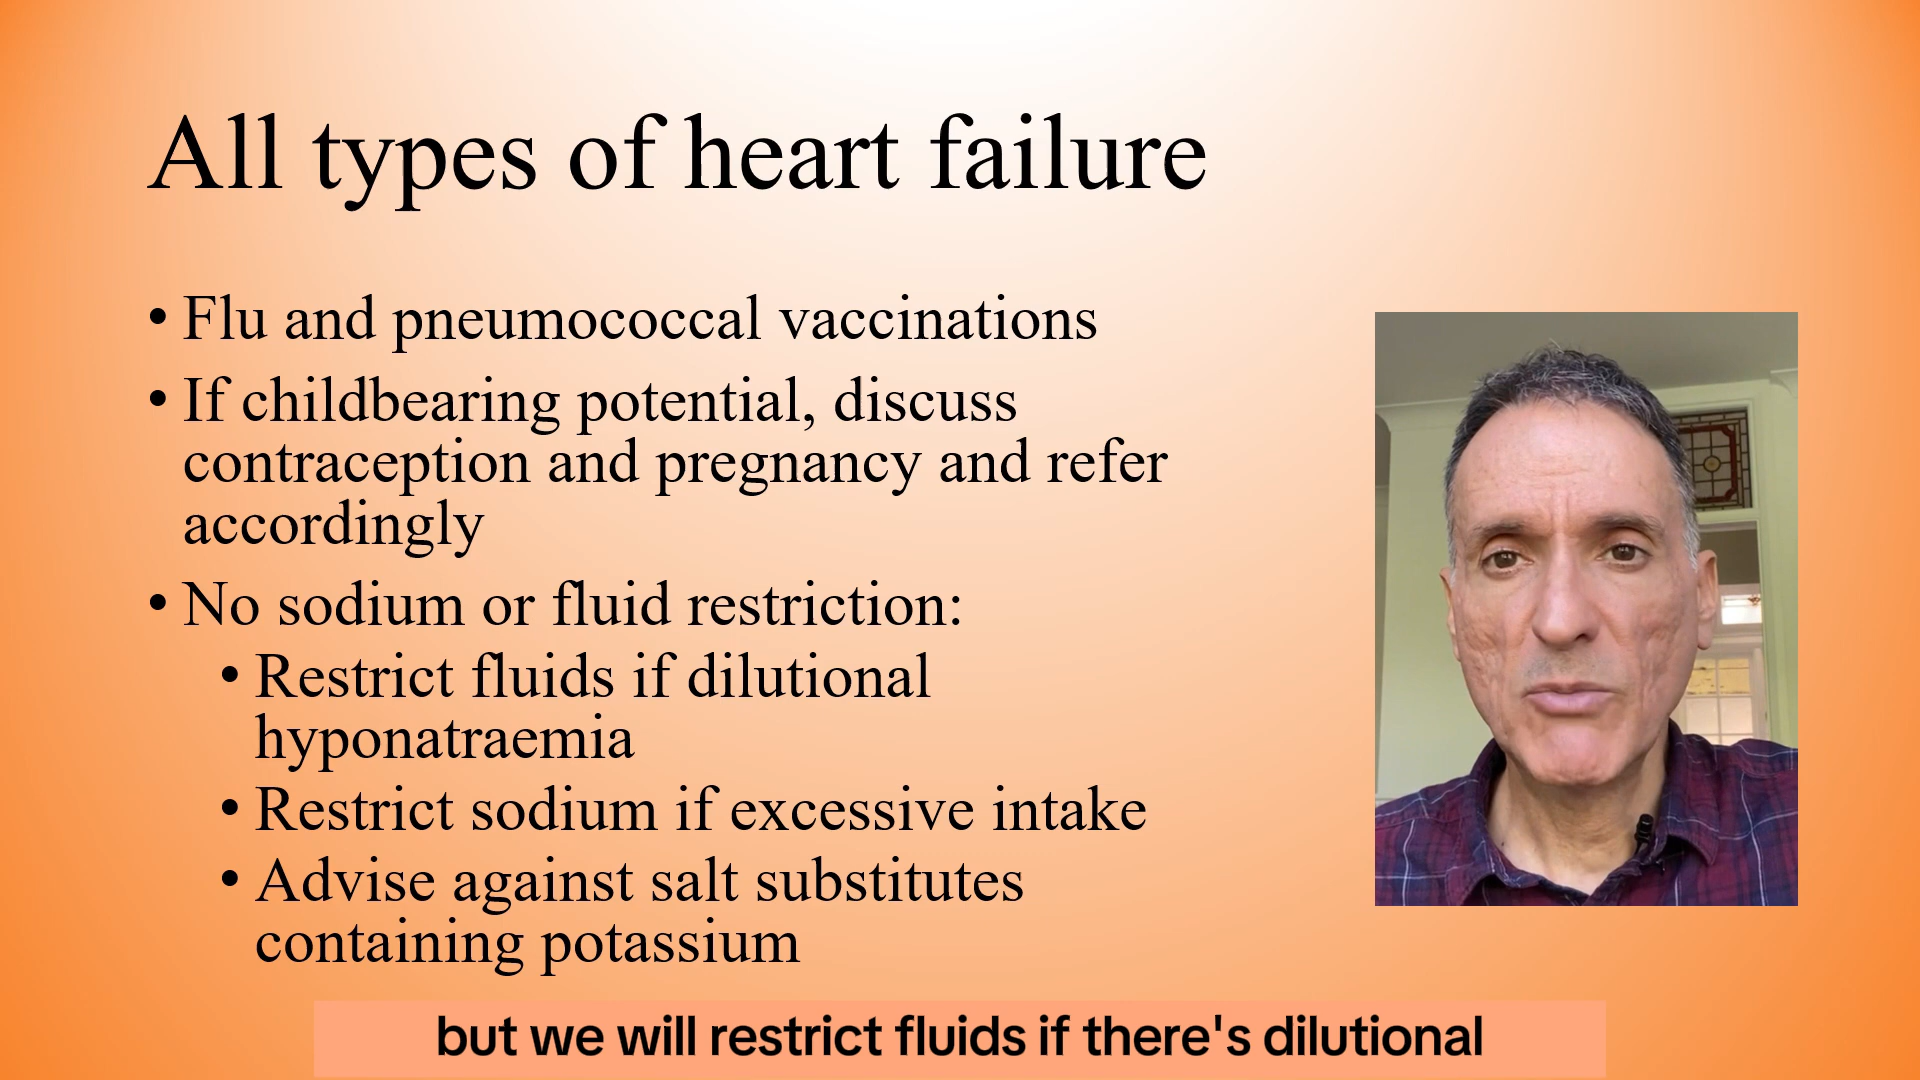 All types of heart failure
• Flu and pneumococcal vaccinations
• If childbearing potential, discuss
contraception and pregnancy and refer
accordingly
• No sodium or fluid restriction:
• Restrict fluids if dilutional
hyponatraemia
• Restrict sodium if excessive intake
• Advise against salt substitutes
containing potassium
but we will restrict fluids if there's dilutional